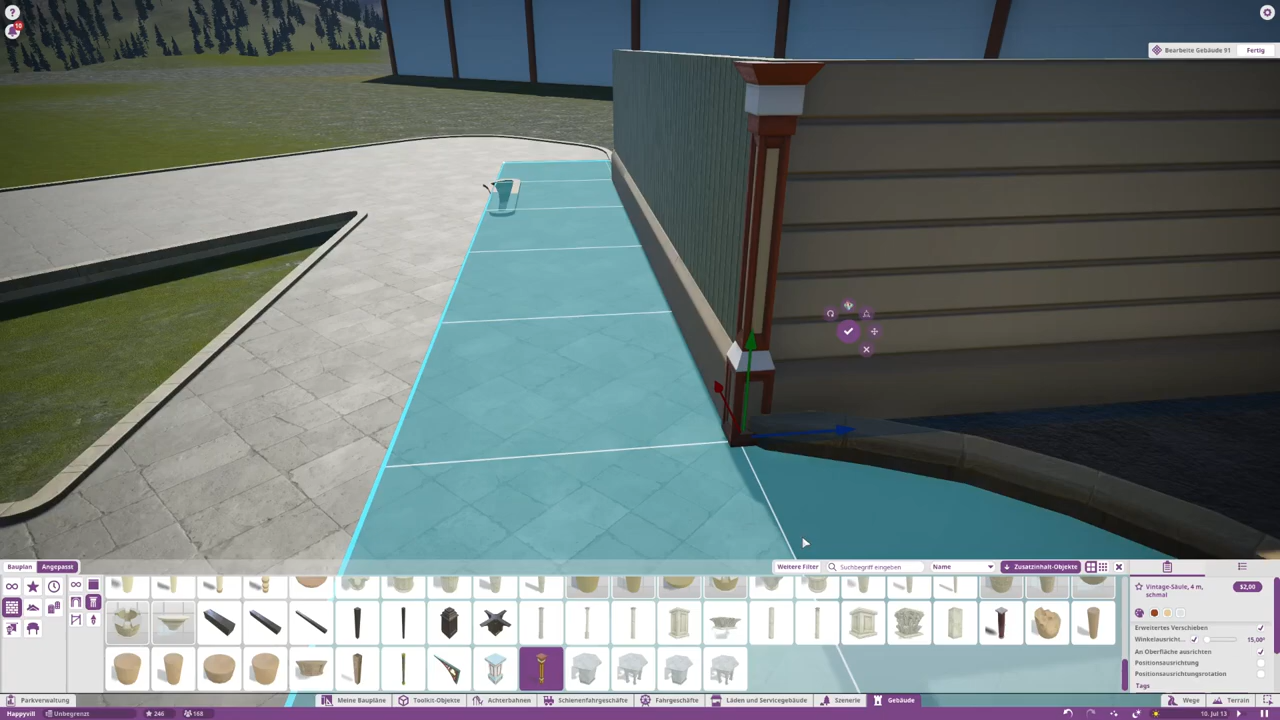 ?
10
Bearbeite Gebäude 91
Fertig
Bauplan
Angepasst
Weitere Filter
Suchbegriff eingeben
Name
Zusatzinhalt-Objekte
Vintage-Säule, 4 m,
schmal
$2,00
Erweitertes Verschieben
Winkelausricht...
15,00°
An Oberfläche ausrichten
Positionsausrichtung
Positionsausrichtungsrotation
Tags
Parkverwaltung
Meine Baupläne
Toolkit-Objekte
Achterbahnen
Schienenfahrgeschäfte
Fahrgeschäfte
Läden und Servicegebäude
Szenerie
Gebäude
Wege
Terrain
Happyvill
Unbegrenzt
246
168
10. Jul 13